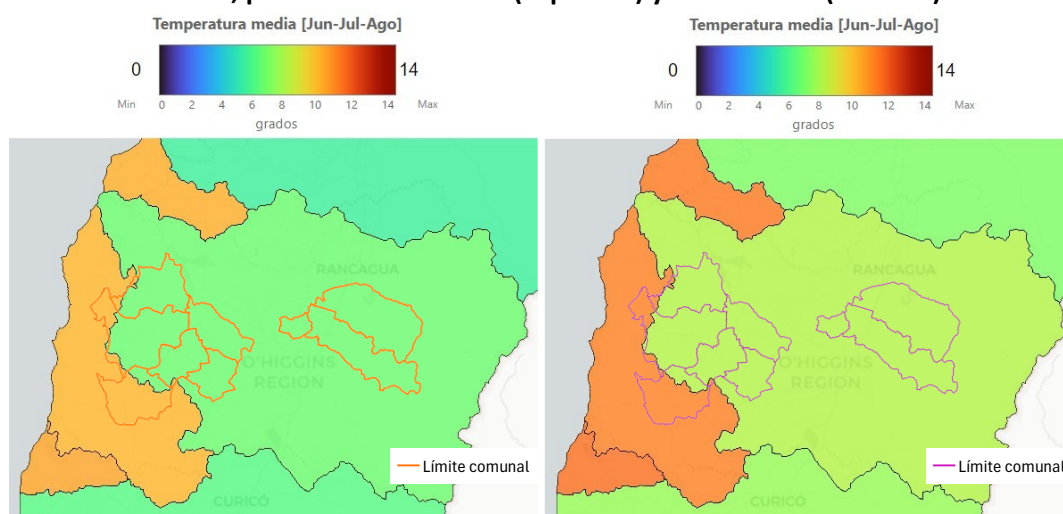 Temperatura media [Jun-Jul-Ago]
0
14
Min 0 2 4 6 8 10 12 14 Max
grados
Temperatura media [Jun-Jul-Ago]
0
14
Min 0 2 4 6 8 10 12 14 Max
grados
RANCAGUA
O'HIGGINS
REGION
CURICÓ
Límite comunal
RANCAGUA
O'HIGGINS
REGION
CURICÓ
Límite comunal